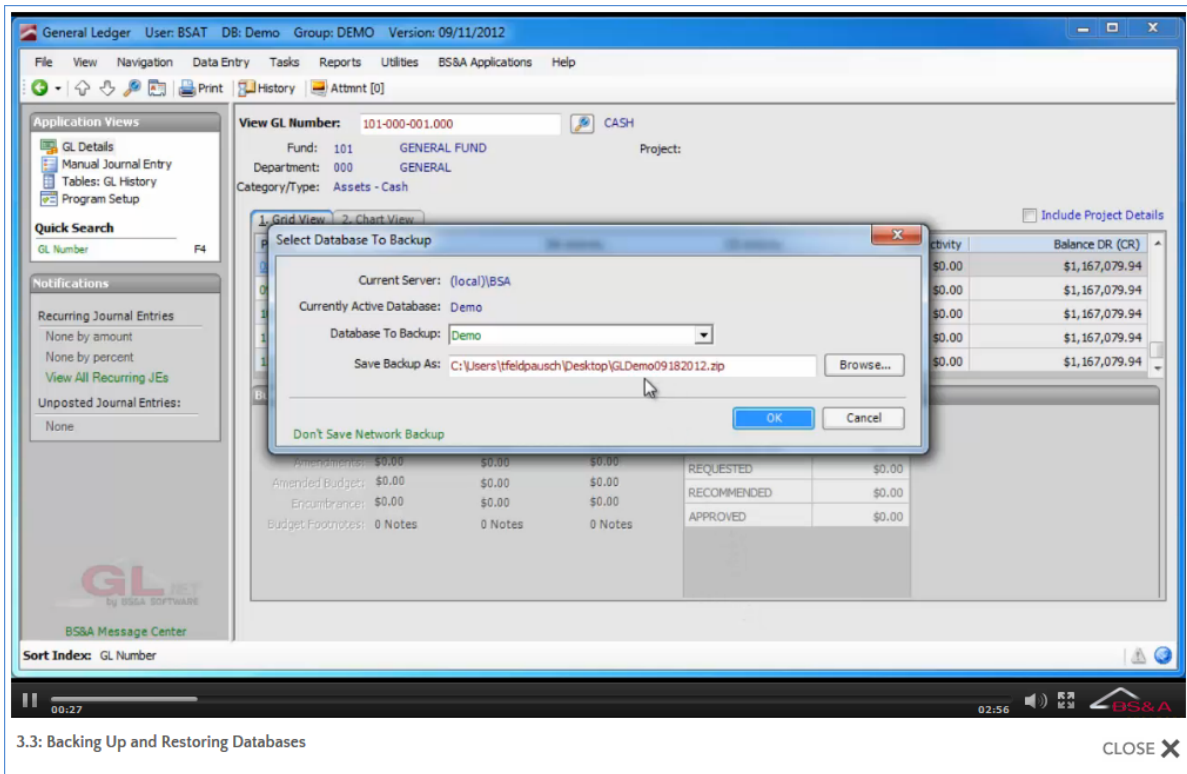 General Ledger User: BSAT DB: Demo Group: DEMO Version: 09/11/2012
File View Navigation Data Entry Tasks Reports Utilities BS&A Applications Help
Print History Attmnt [0]
Application Views
GL Details
Manual Journal Entry
Tables: GL History
Program Setup
Quick Search
GL Number F4
Notifications
Recurring Journal Entries
None by amount
None by percent
View All Recurring JEs
Unposted Journal Entries:
None
GL .NET
by BS&A SOFTWARE
BS&A Message Center
View GL Number: 101-000-001.000 CASH
Fund: 101 GENERAL FUND Project:
Department: 000 GENERAL
Category/Type: Assets - Cash
1. Grid View 2. Chart View Include Project Details
ctivity Balance DR (CR)
$0.00 $1,167,079.94
$0.00 $1,167,079.94
$0.00 $1,167,079.94
$0.00 $1,167,079.94
$0.00 $1,167,079.94
Select Database To Backup
Current Server: (local)\BSA
Currently Active Database: Demo
Database To Backup: Demo
Save Backup As: C:\Users\tfeldpausch\Desktop\GLDemo09182012.zip Browse...
OK Cancel
Don't Save Network Backup
Amendments: $0.00 $0.00 $0.00
Amended Budget: $0.00 $0.00 $0.00
Encumbrance: $0.00 $0.00 $0.00
Budget Footnotes: 0 Notes 0 Notes 0 Notes
REQUESTED $0.00
RECOMMENDED $0.00
APPROVED $0.00
Sort Index: GL Number
00:27 02:56 BS&A
3.3: Backing Up and Restoring Databases
CLOSE